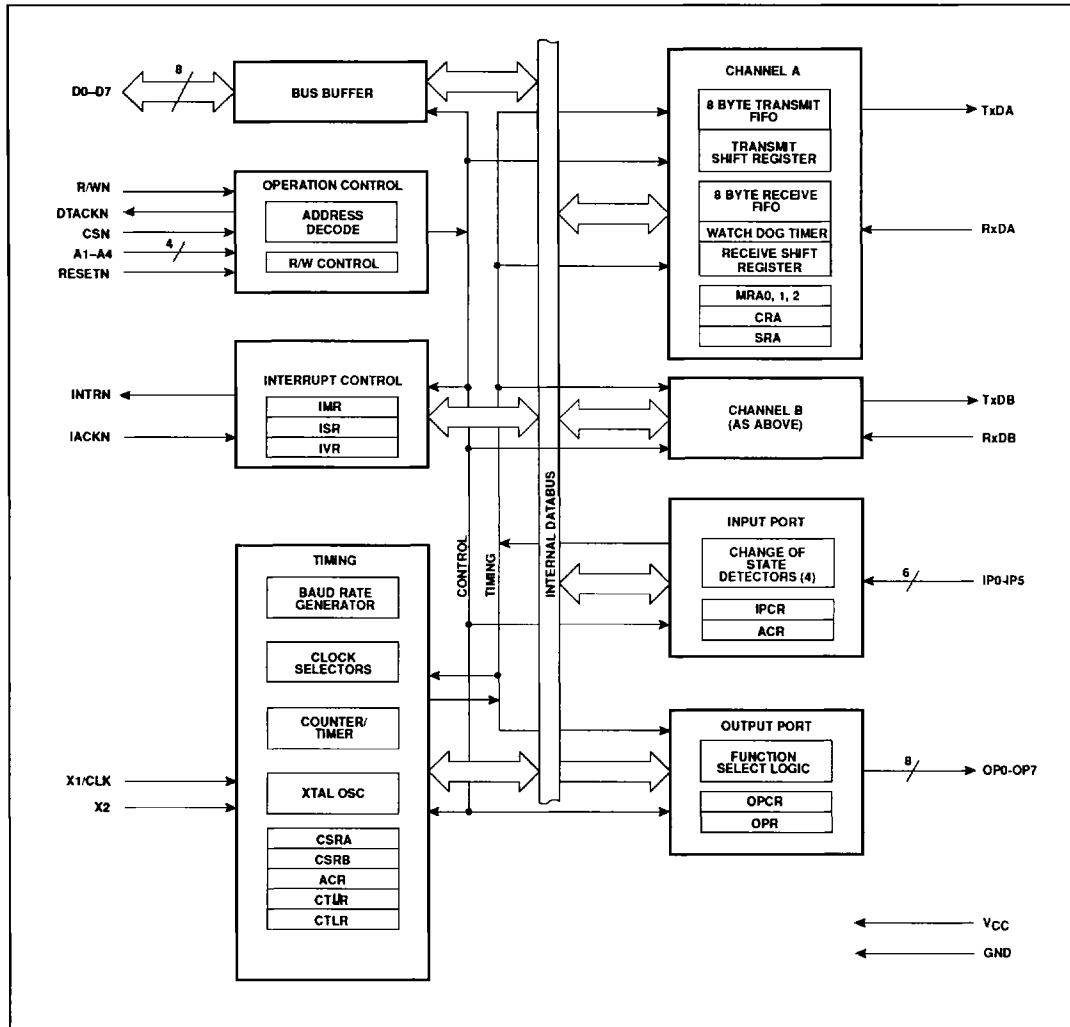 D0–D7
8
BUS BUFFER
R/WN
DTACKN
CSN
A1–A4
4
RESETN
OPERATION CONTROL
ADDRESS
DECODE
R/W CONTROL
INTRN
IACKN
INTERRUPT CONTROL
IMR
ISR
IVR
TIMING
BAUD RATE
GENERATOR
CLOCK
SELECTORS
COUNTER/
TIMER
XTAL OSC
CSRA
CSRB
ACR
CTUR
CTLR
X1/CLK
X2
CONTROL
TIMING
INTERNAL DATABUS
CHANNEL A
8 BYTE TRANSMIT
FIFO
TRANSMIT
SHIFT REGISTER
8 BYTE RECEIVE
FIFO
WATCH DOG TIMER
RECEIVE SHIFT
REGISTER
MRA0, 1, 2
CRA
SRA
TxDA
RxDA
CHANNEL B
(AS ABOVE)
TxDB
RxDB
INPUT PORT
CHANGE OF
STATE
DETECTORS (4)
IPCR
ACR
6
IP0-IP5
OUTPUT PORT
FUNCTION
SELECT LOGIC
OPCR
OPR
8
OP0-OP7
VCC
GND